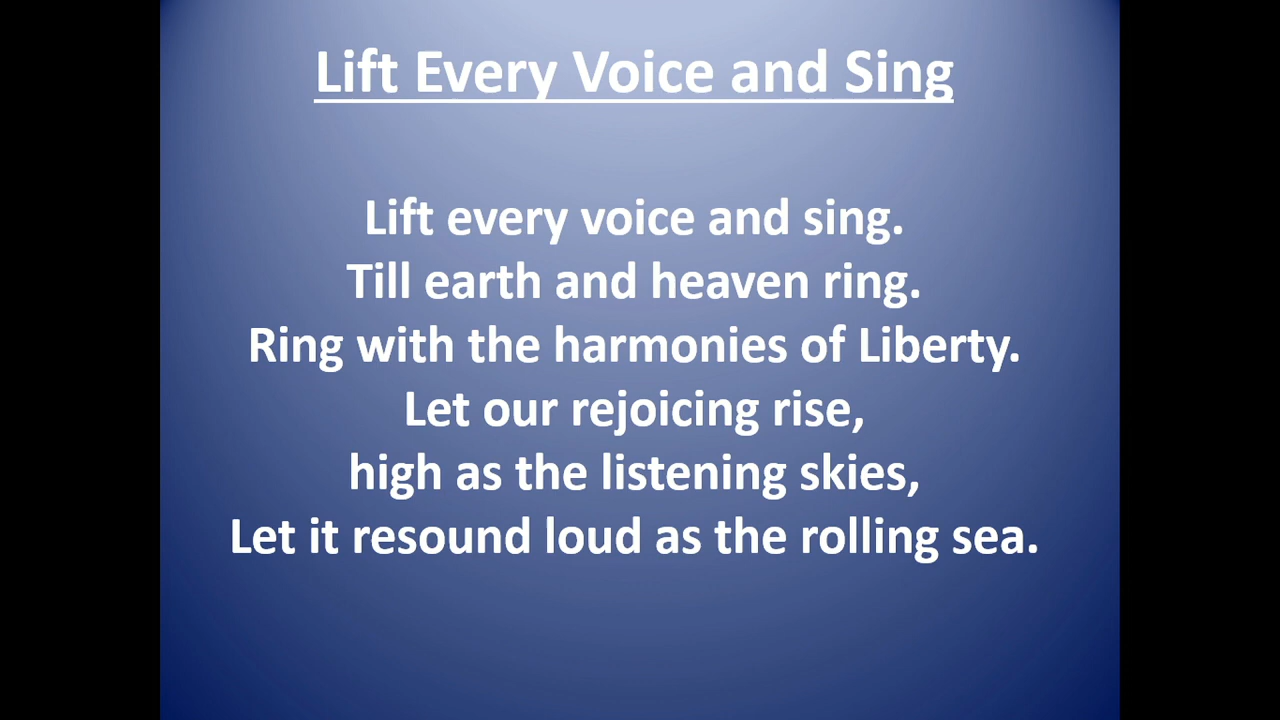 Lift Every Voice and Sing
Lift every voice and sing.
Till earth and heaven ring.
Ring with the harmonies of Liberty.
Let our rejoicing rise,
high as the listening skies,
Let it resound loud as the rolling sea.